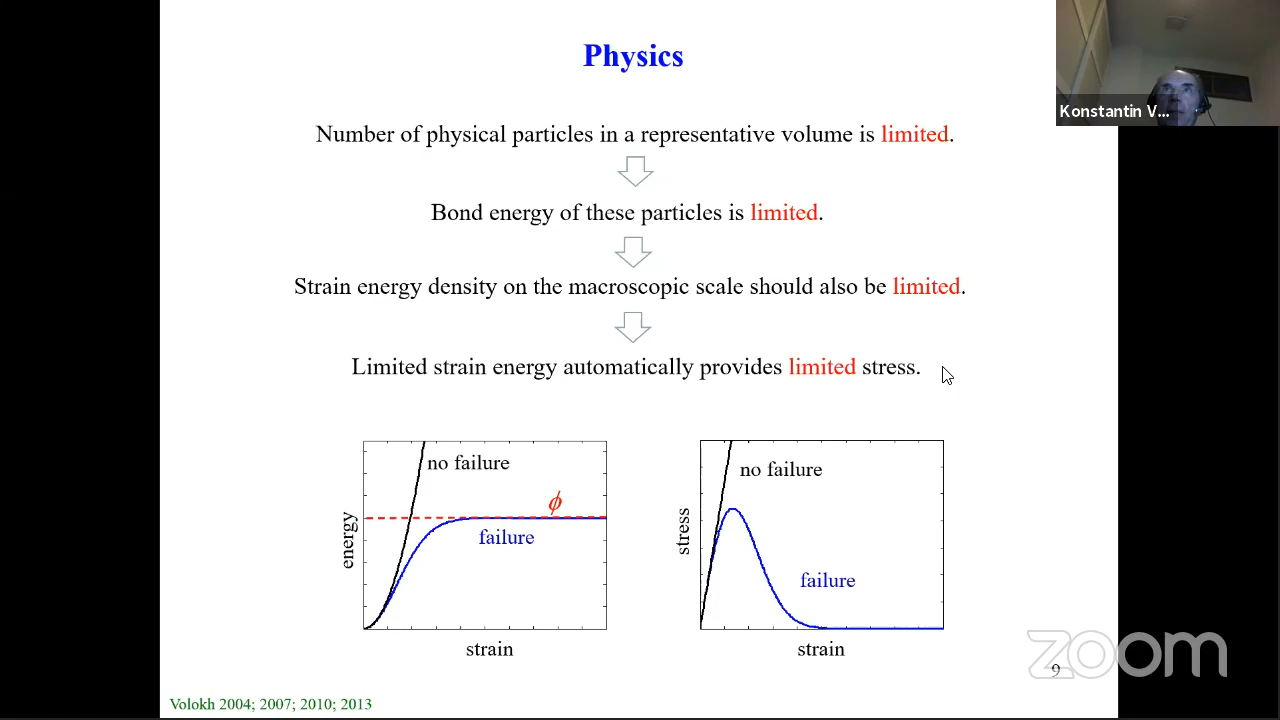 Physics
Konstantin V...
Number of physical particles in a representative volume is limited.
Bond energy of these particles is limited.
Strain energy density on the macroscopic scale should also be limited.
Limited strain energy automatically provides limited stress.
no failure
ϕ
failure
energy
strain
no failure
failure
stress
strain
zoom
9
Volokh 2004; 2007; 2010; 2013